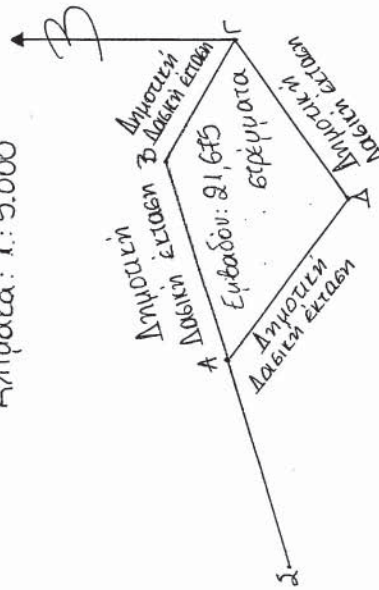 Κλίμακα: 1:5.000
Β
Δημοτική
Δασική έκταση
Δημοτική
Δασική έκταση
Β
Γ
Α
Εμβαδόν: 21,675
στρέμματα
Δημοτική
Δασική έκταση
Δημοτική
Δασική έκταση
Δ
Σ